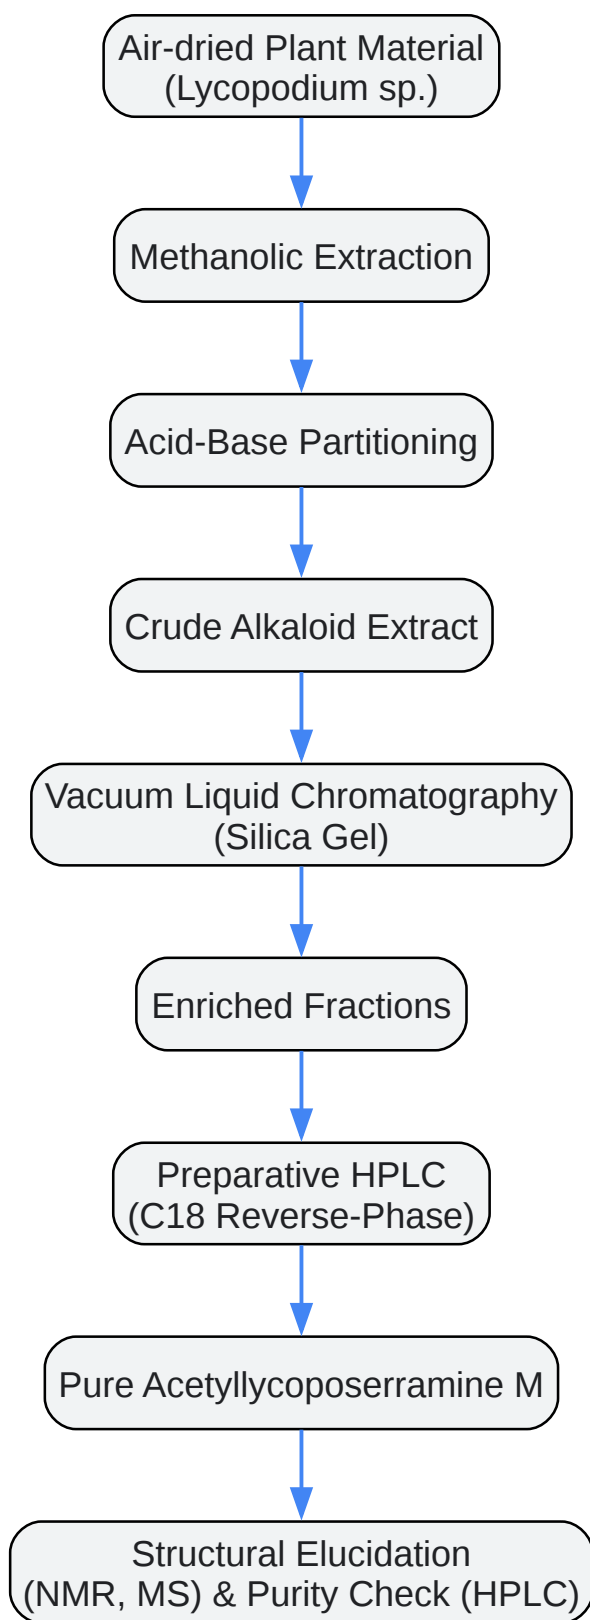 Air-dried Plant Material
(Lycopodium sp.)
Methanolic Extraction
Acid-Base Partitioning
Crude Alkaloid Extract
Vacuum Liquid Chromatography
(Silica Gel)
Enriched Fractions
Preparative HPLC
(C18 Reverse-Phase)
Pure Acetyllycoposerramine M
Structural Elucidation
(NMR, MS) & Purity Check (HPLC)